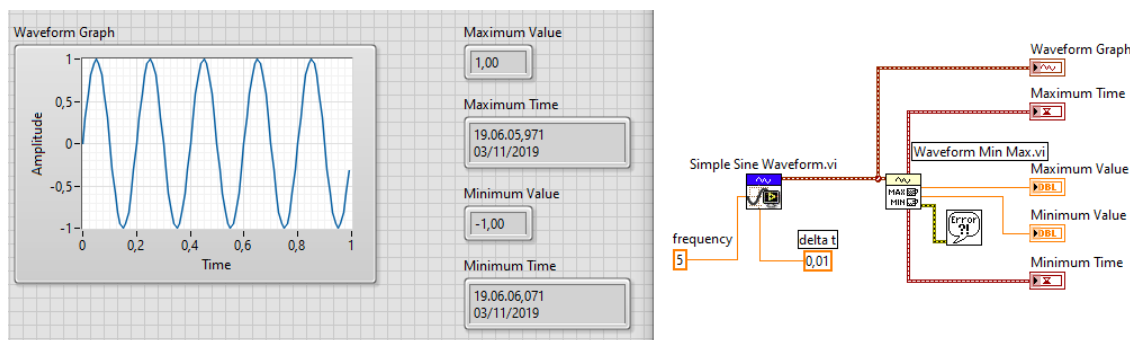 Waveform Graph
1
0,5
0
-0,5
-1
Amplitude
0
0,2
0,4
0,6
0,8
1
Time
Maximum Value
1,00
Maximum Time
19.06.05,971
03/11/2019
Minimum Value
-1,00
Minimum Time
19.06.06,071
03/11/2019
Simple Sine Waveform.vi
frequency
5
delta t
0,01
Waveform Min Max.vi
MAX
MIN
Error
?!
Waveform Graph
Maximum Time
Maximum Value
DBL
Minimum Value
DBL
Minimum Time